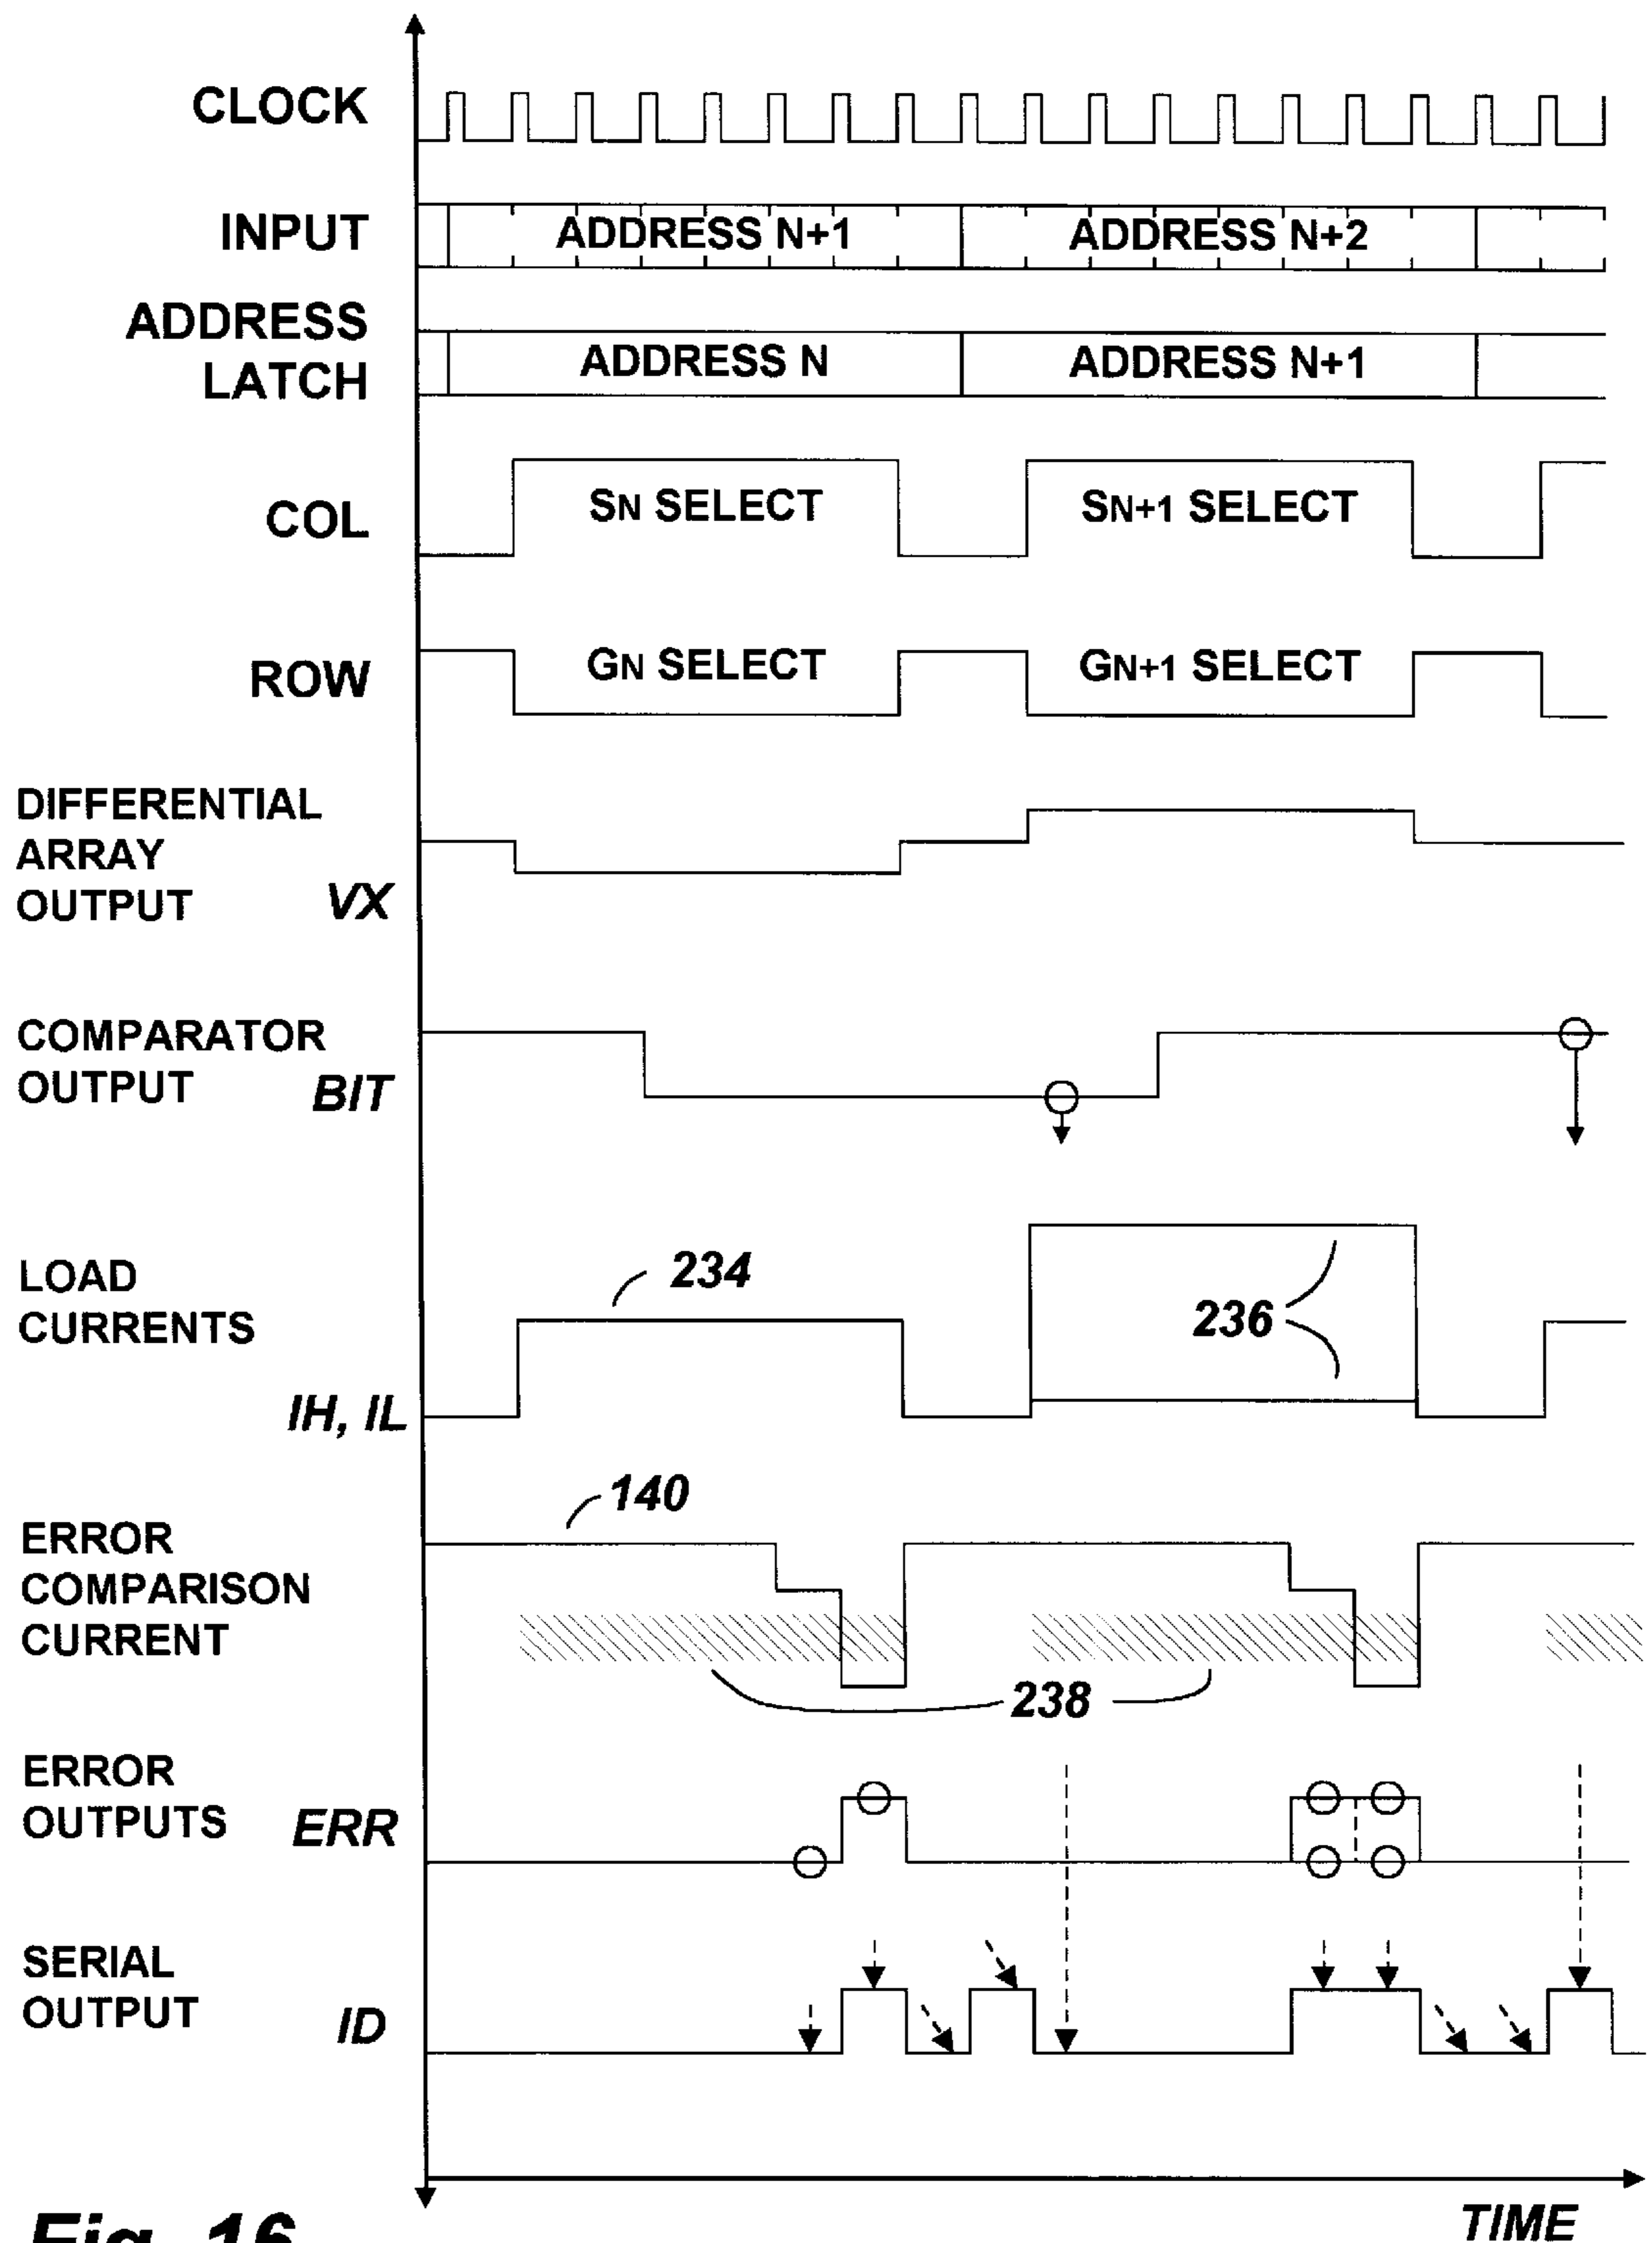 CLOCK
INPUT
ADDRESS N+1
ADDRESS N+2
ADDRESS
LATCH
ADDRESS N
ADDRESS N+1
COL
SN SELECT
SN+1 SELECT
ROW
GN SELECT
GN+1 SELECT
DIFFERENTIAL
ARRAY
OUTPUT VX
COMPARATOR
OUTPUT BIT
LOAD
CURRENTS
234
236
IH, IL
140
ERROR
COMPARISON
CURRENT
238
ERROR
OUTPUTS ERR
SERIAL
OUTPUT ID
TIME
Fig. 16